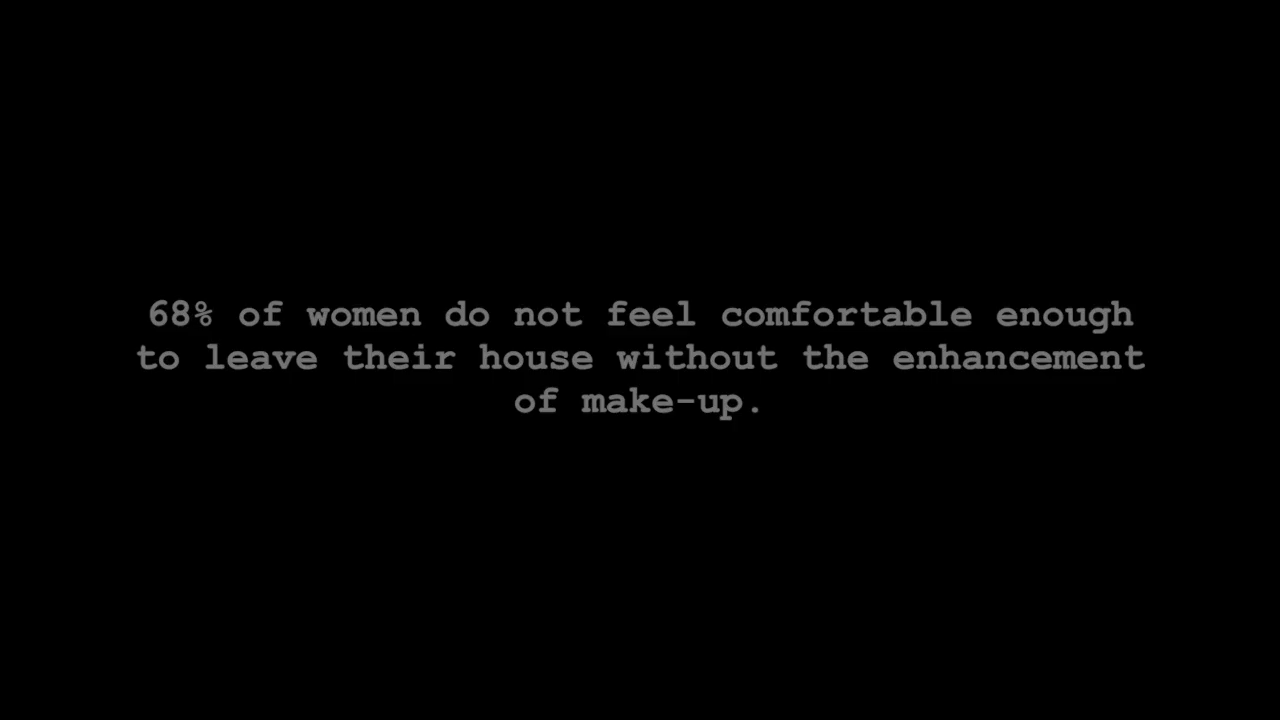 68% of women do not feel comfortable enough
to leave their house without the enhancement
of make-up.